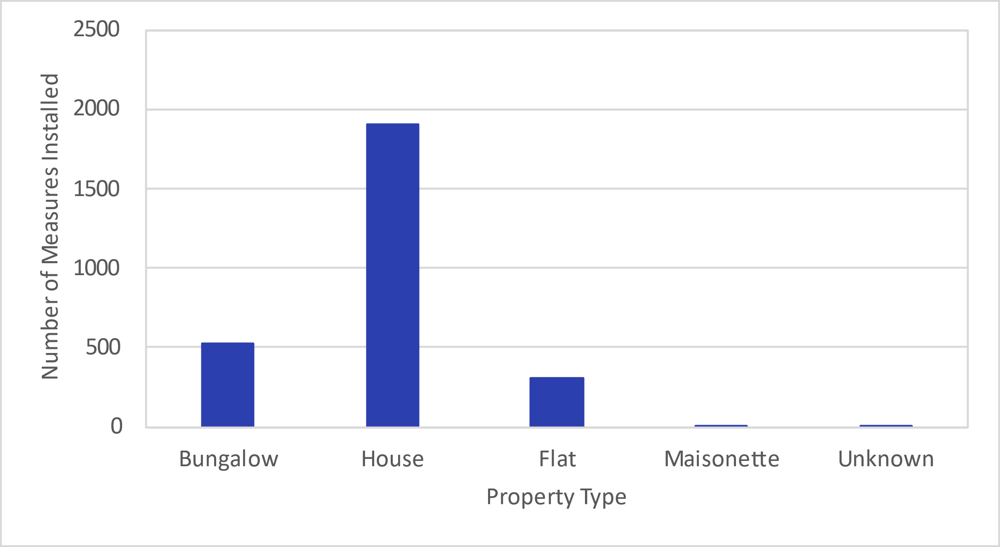 2500
2000
1500
1000
500
0
Number of Measures Installed
Bungalow House Flat Maisonette Unknown
Property Type